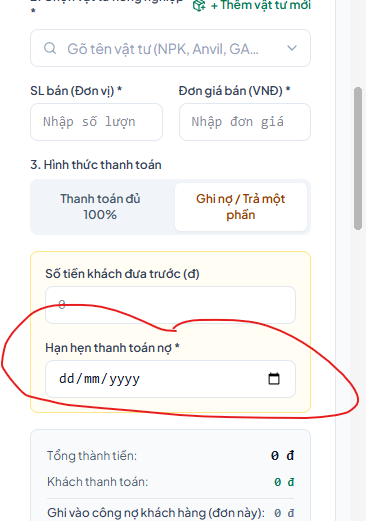 *
+ Thêm vật tư mới
Gõ tên vật tư (NPK, Anvil, GA...
SL bán (Đơn vị) *
Đơn giá bán (VNĐ) *
Nhập số lượn
Nhập đơn giá
3. Hình thức thanh toán
Thanh toán đủ
100%
Ghi nợ / Trả một
phần
Số tiền khách đưa trước (đ)
Hạn hẹn thanh toán nợ *
dd/mm/yyyy
Tổng thành tiền:
0 đ
Khách thanh toán:
0 đ
Ghi vào công nợ khách hàng (đơn này):
0 đ